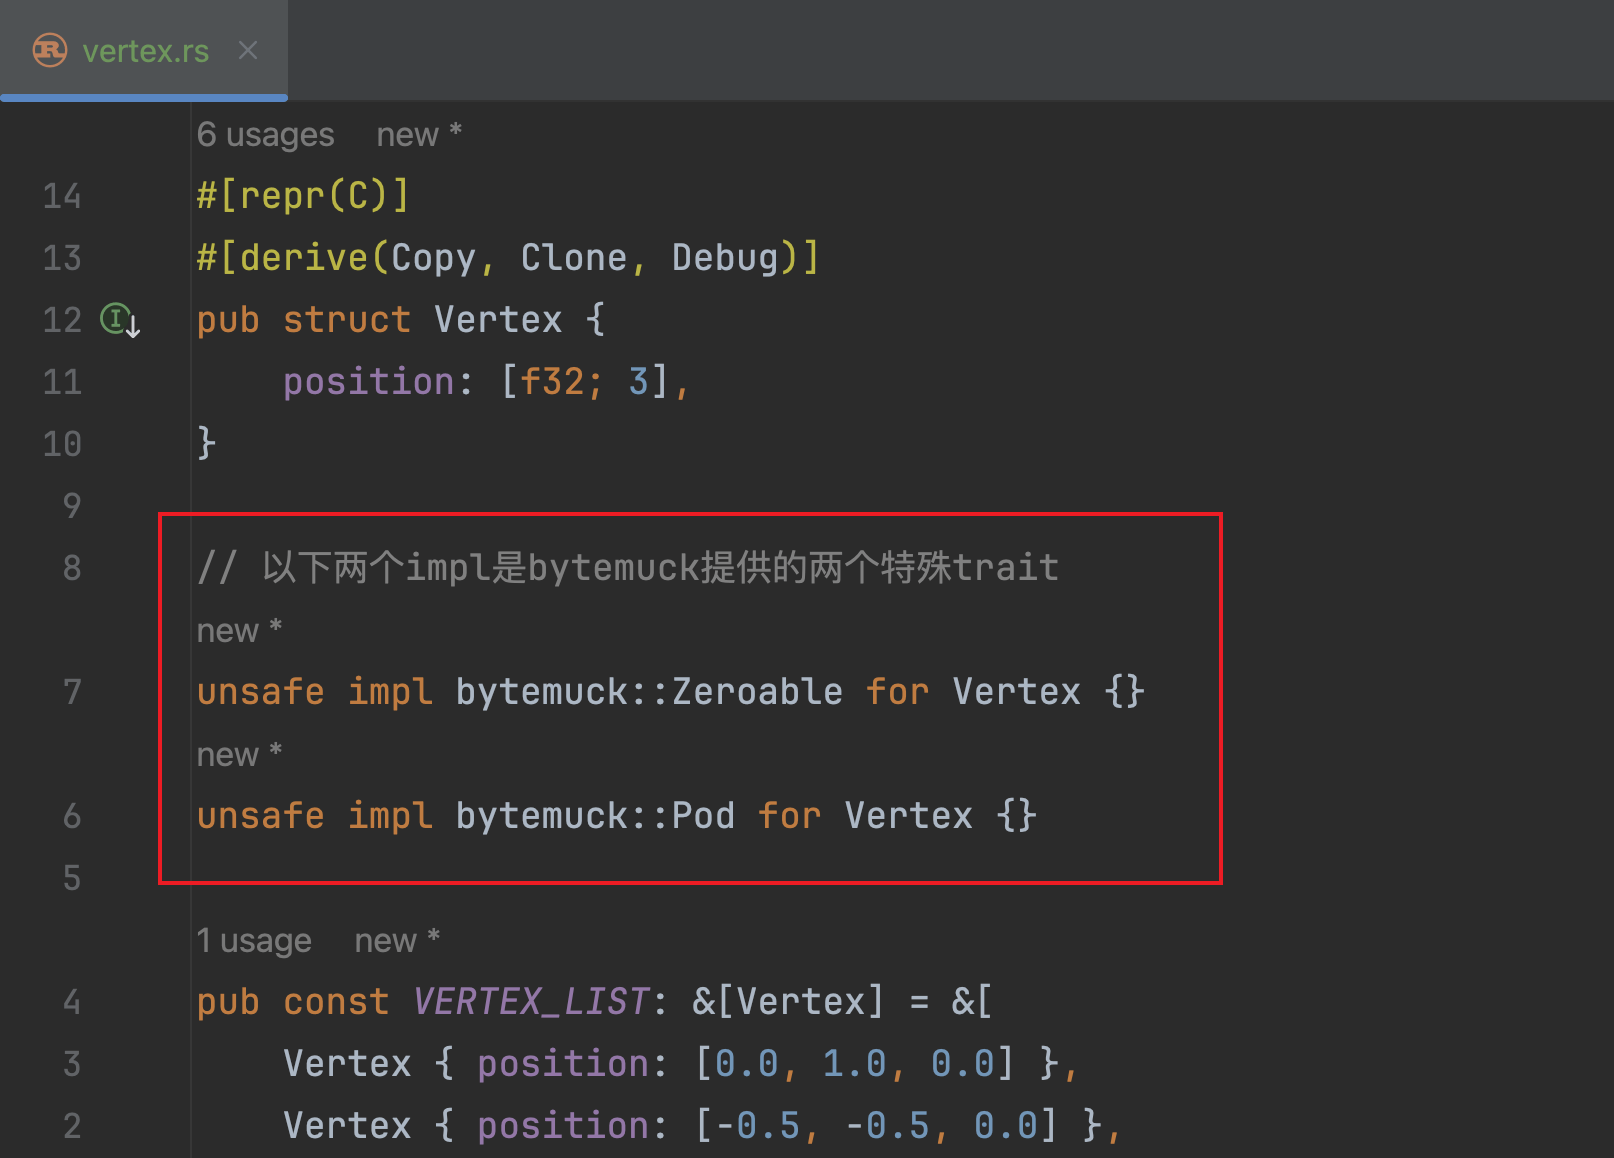 vertex.rs
6 usages new *
14 #[repr(C)]
13 #[derive(Copy, Clone, Debug)]
12 pub struct Vertex {
11 position: [f32; 3],
10 }
9
8 // 以下两个impl是bytemuck提供的两个特殊trait
new *
7 unsafe impl bytemuck::Zeroable for Vertex {}
new *
6 unsafe impl bytemuck::Pod for Vertex {}
5
1 usage new *
4 pub const VERTEX_LIST: &[Vertex] = &[
3 Vertex { position: [0.0, 1.0, 0.0] },
2 Vertex { position: [-0.5, -0.5, 0.0] },